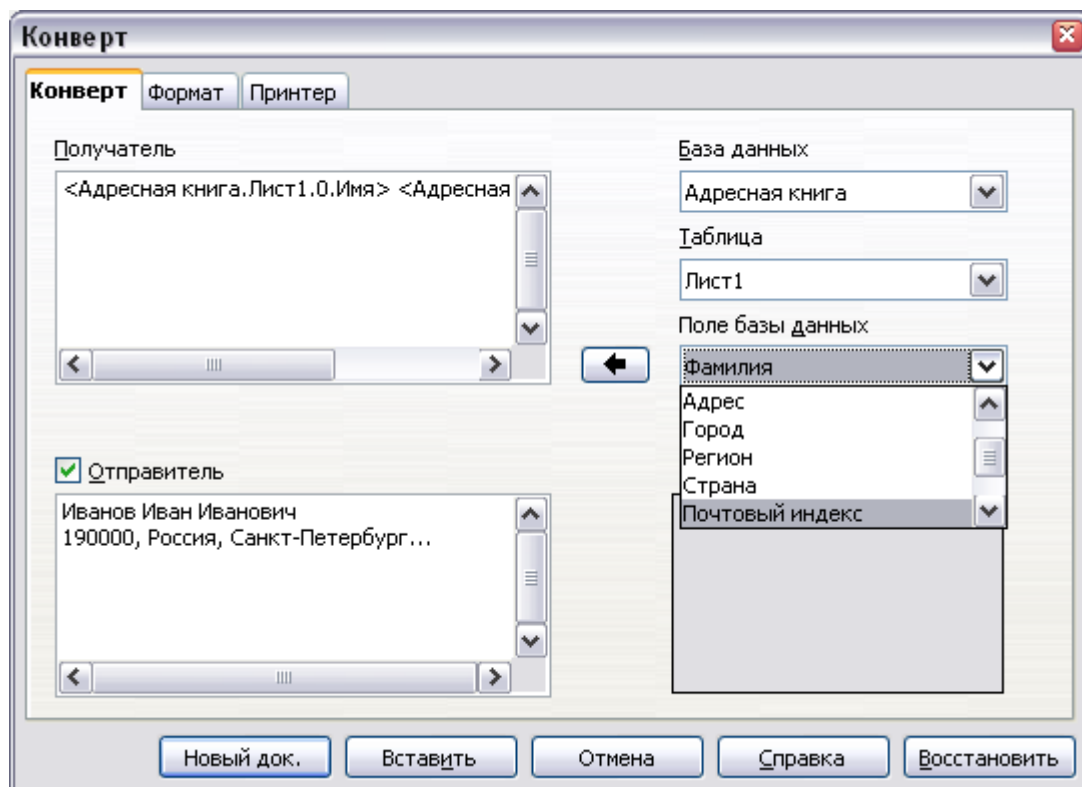 Конверт
Конверт Формат Принтер
Получатель
<Адресная книга.Лист1.0.Имя> <Адресная
База данных
Адресная книга
Таблица
Лист1
Поле базы данных
Фамилия
Адрес
Город
Регион
Страна
Почтовый индекс
Отправитель
Иванов Иван Иванович
190000, Россия, Санкт-Петербург...
Новый док. Вставить Отмена Справка Восстановить